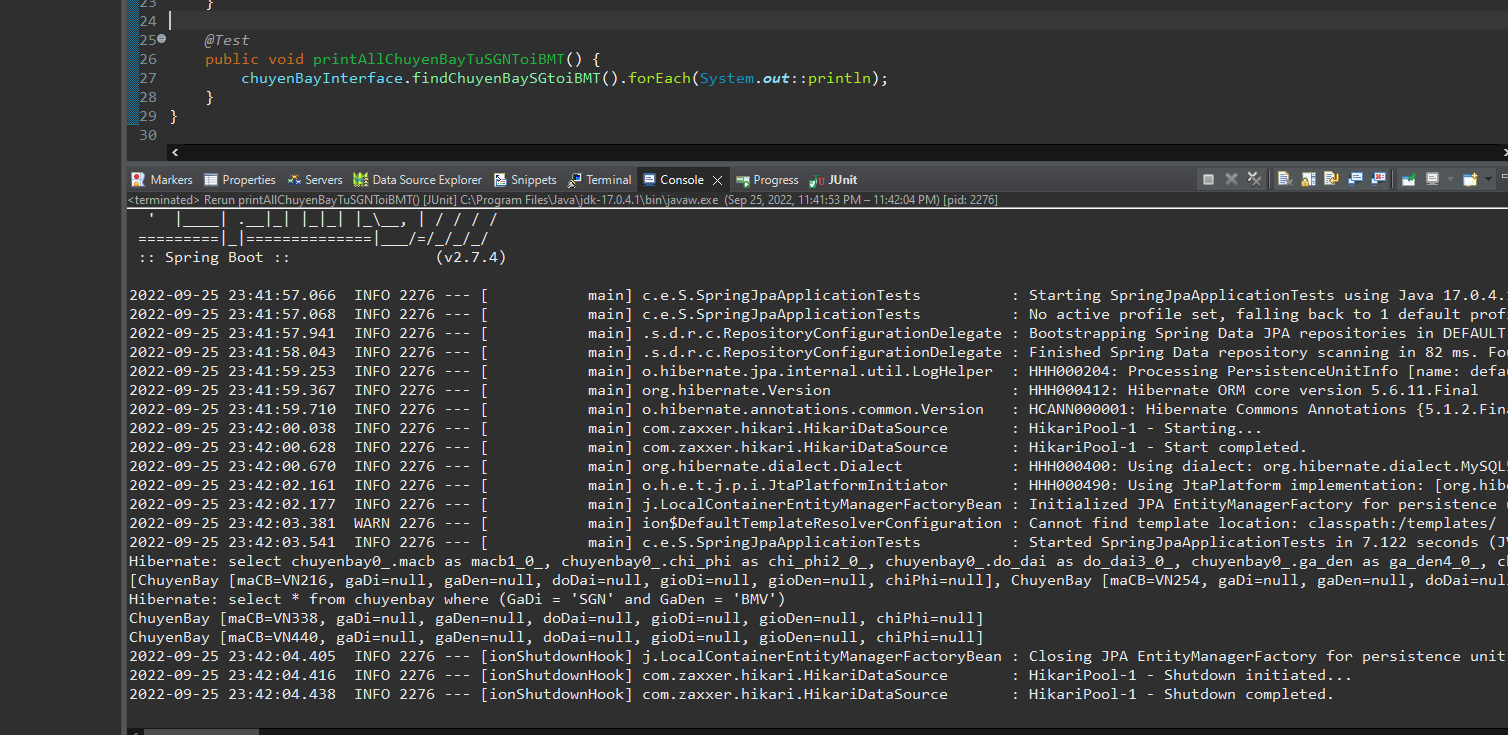 23 }
24
25 @Test
26 public void printAllChuyenBayTuSGNToiBMT() {
27 chuyenBayInterface.findChuyenBaySGtoiBMT().forEach(System.out::println);
28 }
29 }
30
Markers Properties Servers Data Source Explorer Snippets Terminal Console Progress JUnit
<terminated> Rerun printAllChuyenBayTuSGNToiBMT() [JUnit] C:\Program Files\Java\jdk-17.0.4.1\bin\javaw.exe (Sep 25, 2022, 11:41:53 PM – 11:42:04 PM) [pid: 2276]
' |____| .__|_| |_|_| |_\__, | / / / /
=========|_|==============|___/=/_/_/_/
:: Spring Boot :: (v2.7.4)
2022-09-25 23:41:57.066 INFO 2276 --- [ main] c.e.S.SpringJpaApplicationTests : Starting SpringJpaApplicationTests using Java 17.0.4.
2022-09-25 23:41:57.068 INFO 2276 --- [ main] c.e.S.SpringJpaApplicationTests : No active profile set, falling back to 1 default prof
2022-09-25 23:41:57.941 INFO 2276 --- [ main] .s.d.r.c.RepositoryConfigurationDelegate : Bootstrapping Spring Data JPA repositories in DEFAULT
2022-09-25 23:41:58.043 INFO 2276 --- [ main] .s.d.r.c.RepositoryConfigurationDelegate : Finished Spring Data repository scanning in 82 ms. Fo
2022-09-25 23:41:59.253 INFO 2276 --- [ main] o.hibernate.jpa.internal.util.LogHelper : HHH000204: Processing PersistenceUnitInfo [name: defa
2022-09-25 23:41:59.367 INFO 2276 --- [ main] org.hibernate.Version : HHH000412: Hibernate ORM core version 5.6.11.Final
2022-09-25 23:41:59.710 INFO 2276 --- [ main] o.hibernate.annotations.common.Version : HCANN000001: Hibernate Commons Annotations {5.1.2.Fin
2022-09-25 23:42:00.038 INFO 2276 --- [ main] com.zaxxer.hikari.HikariDataSource : HikariPool-1 - Starting...
2022-09-25 23:42:00.628 INFO 2276 --- [ main] com.zaxxer.hikari.HikariDataSource : HikariPool-1 - Start completed.
2022-09-25 23:42:00.670 INFO 2276 --- [ main] org.hibernate.dialect.Dialect : HHH000400: Using dialect: org.hibernate.dialect.MySQL
2022-09-25 23:42:02.161 INFO 2276 --- [ main] o.h.e.t.j.p.i.JtaPlatformInitiator : HHH000490: Using JtaPlatform implementation: [org.hib
2022-09-25 23:42:02.177 INFO 2276 --- [ main] j.LocalContainerEntityManagerFactoryBean : Initialized JPA EntityManagerFactory for persistence
2022-09-25 23:42:03.381 WARN 2276 --- [ main] ion$DefaultTemplateResolverConfiguration : Cannot find template location: classpath:/templates/
2022-09-25 23:42:03.541 INFO 2276 --- [ main] c.e.S.SpringJpaApplicationTests : Started SpringJpaApplicationTests in 7.122 seconds (J
Hibernate: select chuyenbay0_.macb as macb1_0_, chuyenbay0_.chi_phi as chi_phi2_0_, chuyenbay0_.do_dai as do_dai3_0_, chuyenbay0_.ga_den as ga_den4_0_, c
[ChuyenBay [maCB=VN216, gaDi=null, gaDen=null, doDai=null, gioDi=null, gioDen=null, chiPhi=null], ChuyenBay [maCB=VN254, gaDi=null, gaDen=null, doDai=nul
Hibernate: select * from chuyenbay where (GaDi = 'SGN' and GaDen = 'BMV')
ChuyenBay [maCB=VN338, gaDi=null, gaDen=null, doDai=null, gioDi=null, gioDen=null, chiPhi=null]
ChuyenBay [maCB=VN440, gaDi=null, gaDen=null, doDai=null, gioDi=null, gioDen=null, chiPhi=null]
2022-09-25 23:42:04.405 INFO 2276 --- [ionShutdownHook] j.LocalContainerEntityManagerFactoryBean : Closing JPA EntityManagerFactory for persistence unit
2022-09-25 23:42:04.416 INFO 2276 --- [ionShutdownHook] com.zaxxer.hikari.HikariDataSource : HikariPool-1 - Shutdown initiated...
2022-09-25 23:42:04.438 INFO 2276 --- [ionShutdownHook] com.zaxxer.hikari.HikariDataSource : HikariPool-1 - Shutdown completed.